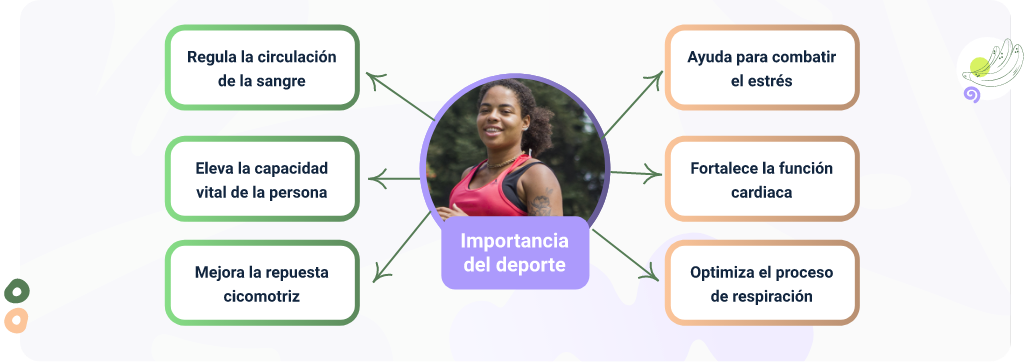 Regula la circulación
de la sangre
Eleva la capacidad
vital de la persona
Mejora la repuesta
cicomotriz
Importancia
del deporte
Ayuda para combatir
el estrés
Fortalece la función
cardiaca
Optimiza el proceso
de respiración